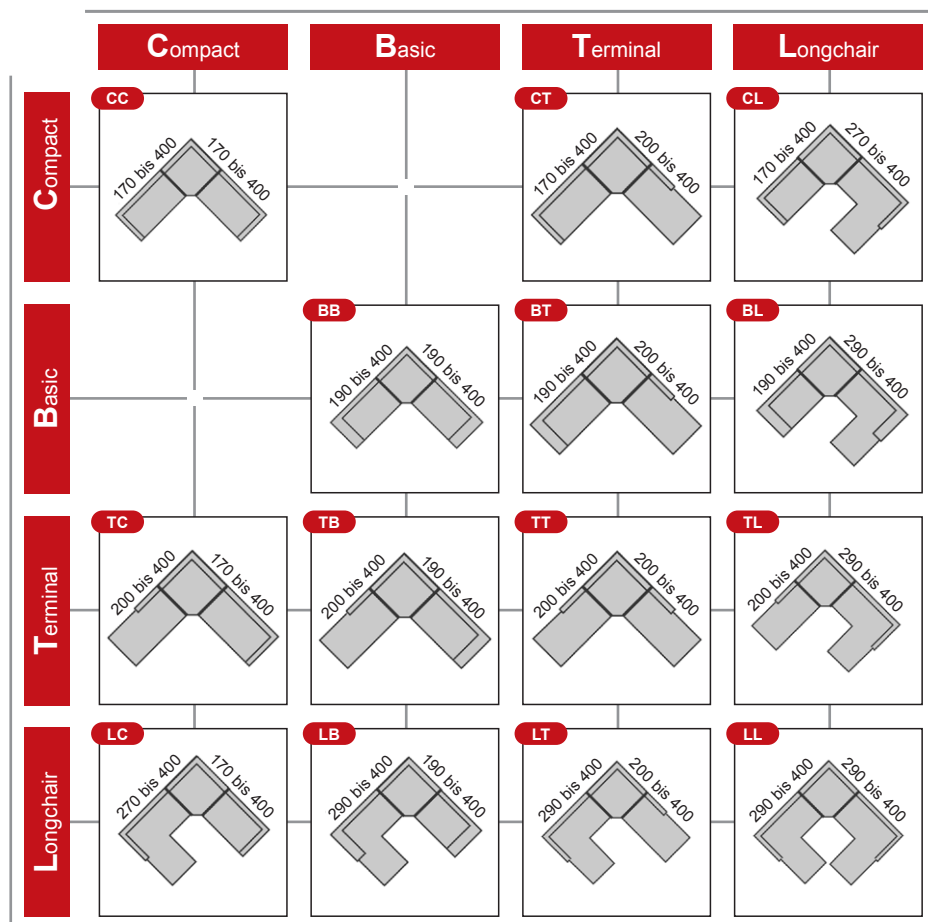 Compact
Basic
Terminal
Longchair
Compact
CC
170 bis 400
170 bis 400
CT
170 bis 400
200 bis 400
CL
170 bis 400
270 bis 400
Basic
BB
190 bis 400
190 bis 400
BT
190 bis 400
200 bis 400
BL
190 bis 400
290 bis 400
Terminal
TC
200 bis 400
170 bis 400
TB
200 bis 400
190 bis 400
TT
200 bis 400
200 bis 400
TL
200 bis 400
290 bis 400
Longchair
LC
270 bis 400
170 bis 400
LB
290 bis 400
190 bis 400
LT
290 bis 400
200 bis 400
LL
290 bis 400
290 bis 400